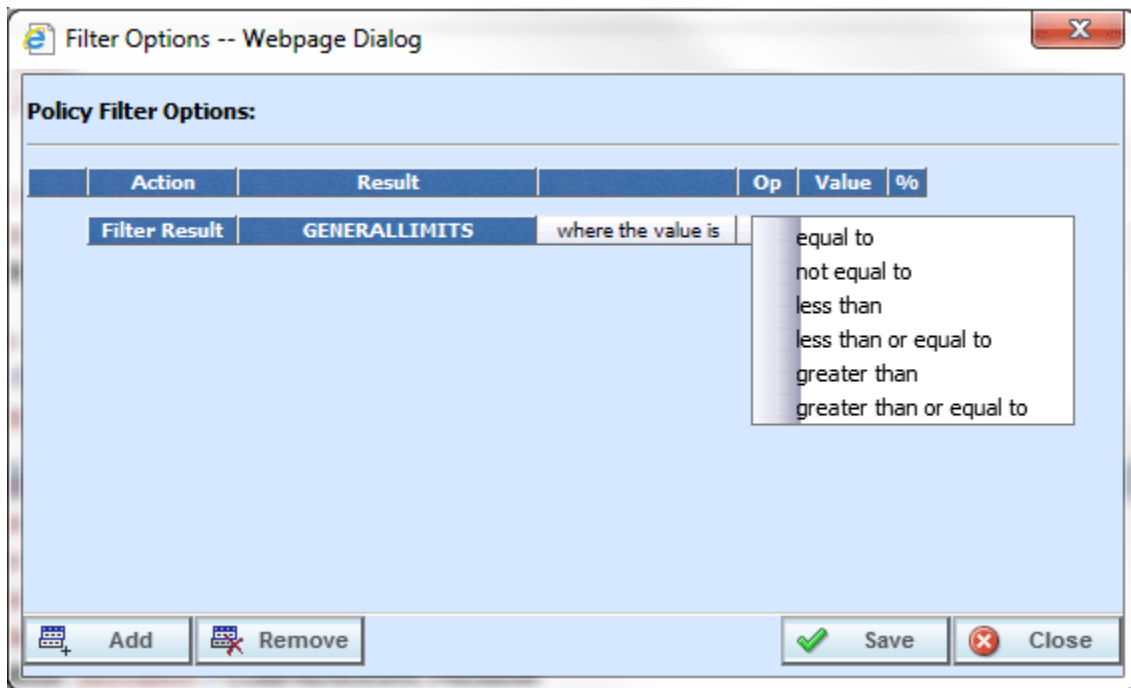 Filter Options -- Webpage Dialog
Policy Filter Options:
Action Result Op Value %
Filter Result GENERALLIMITS where the value is
equal to
not equal to
less than
less than or equal to
greater than
greater than or equal to
Add Remove Save Close